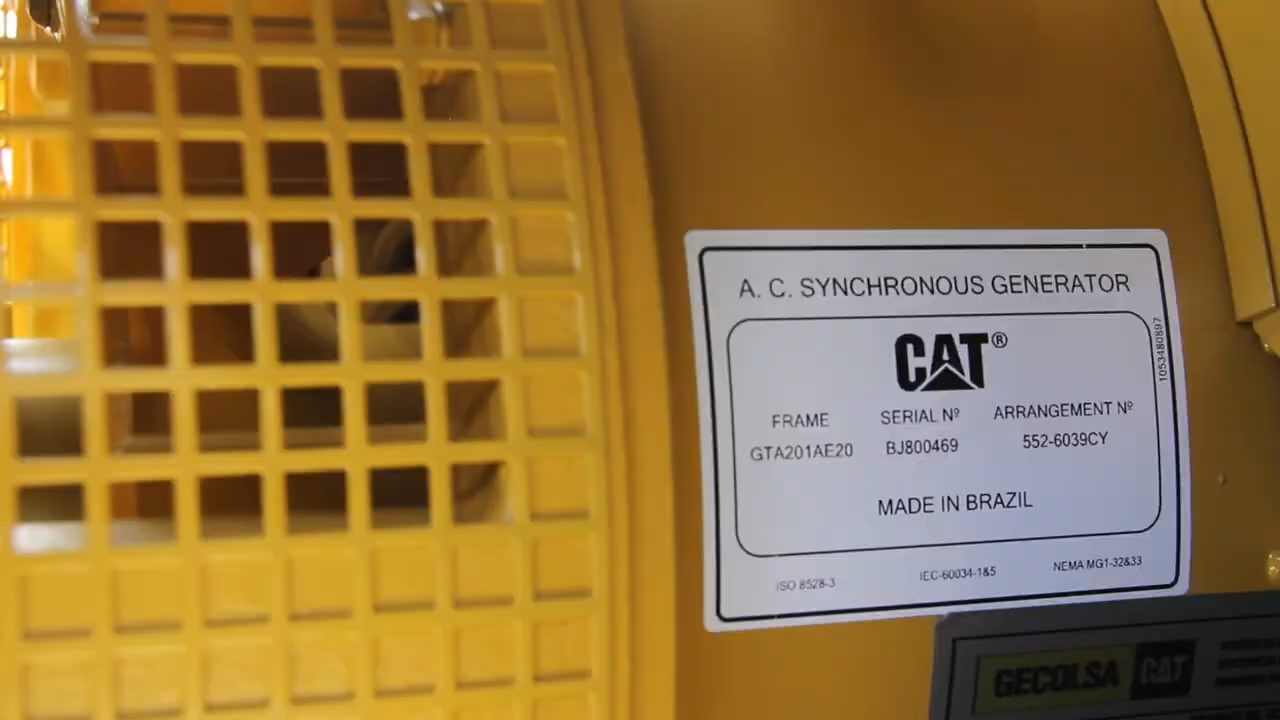 A. C. SYNCHRONOUS GENERATOR
CAT®
FRAME SERIAL Nº ARRANGEMENT Nº
GTA201AE20 BJ800469 552-6039CY
MADE IN BRAZIL
ISO 8528-3 IEC-60034-1&5 NEMA MG1-32&33
1053480897
GECOLSA CAT